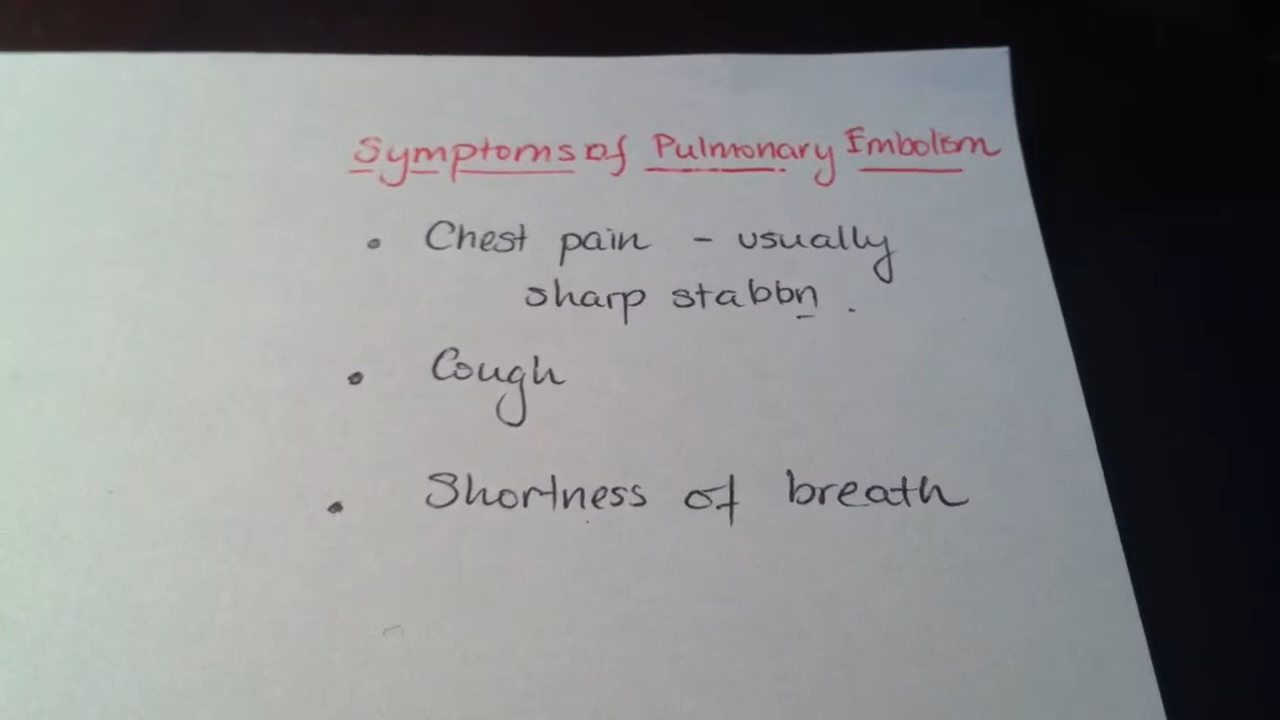 Symptoms of Pulmonary Embolism
• Chest pain - usually
sharp stabbn .
• Cough
• Shortness of breath